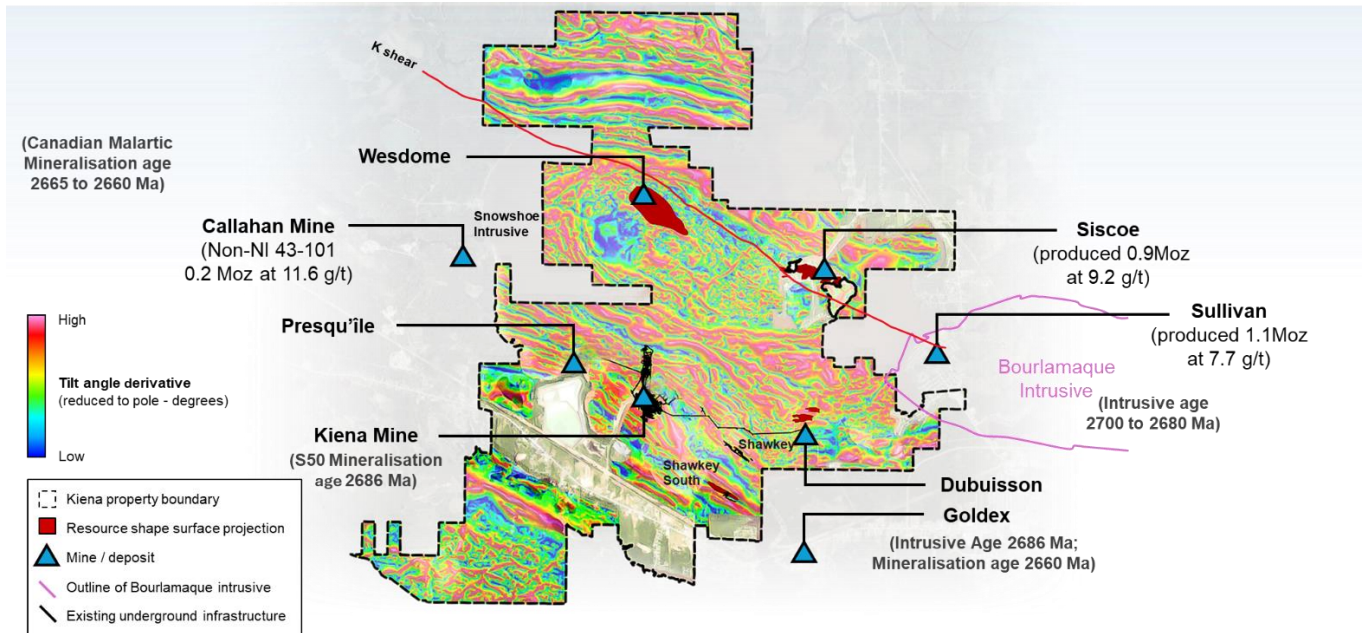 K shear
(Canadian Malartic
Mineralisation age
2665 to 2660 Ma)
Wesdome
Callahan Mine
(Non-NI 43-101
0.2 Moz at 11.6 g/t)
Snowshoe
Intrusive
Siscoe
(produced 0.9Moz
at 9.2 g/t)
Presqu'île
Sullivan
(produced 1.1Moz
at 7.7 g/t)
High
Tilt angle derivative
(reduced to pole - degrees)
Low
Bourlamaque
Intrusive
(Intrusive age
2700 to 2680 Ma)
Kiena Mine
(S50 Mineralisation
age 2686 Ma)
Shawkey
Shawkey
South
Dubuisson
Goldex
(Intrusive Age 2686 Ma;
Mineralisation age 2660 Ma)
Kiena property boundary
Resource shape surface projection
Mine / deposit
Outline of Bourlamaque intrusive
Existing underground infrastructure